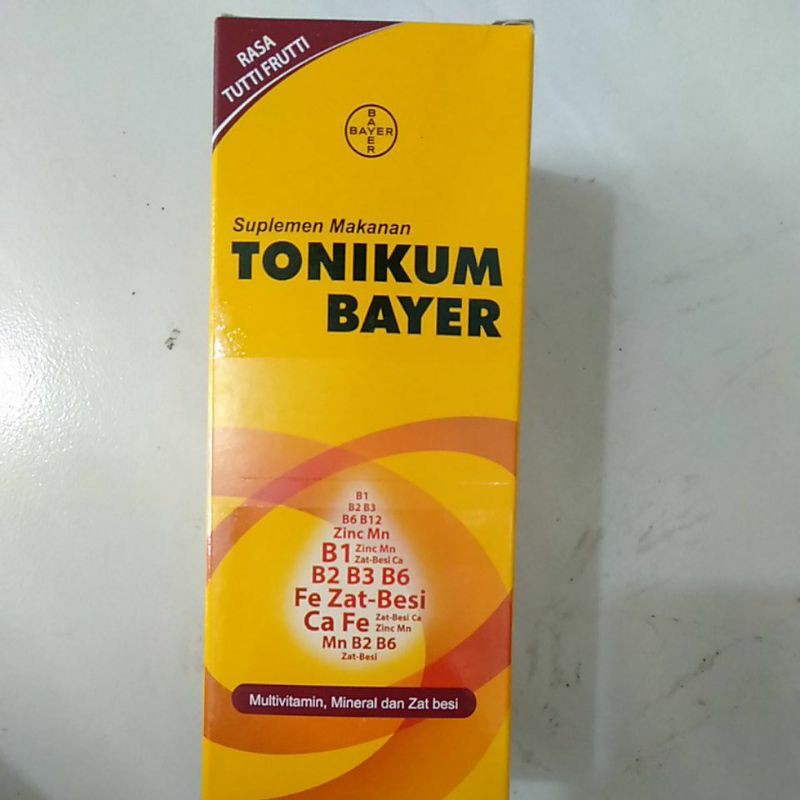 RASA
TUTTI FRUTTI
BAYER
BAYER
Suplemen Makanan
TONIKUM
BAYER
B1
B2 B3
B6 B12
Zinc Mn
B1 Zinc Mn
Zat-Besi Ca
B2 B3 B6
Fe Zat-Besi
Ca Fe Zat-Besi Ca
Zinc Mn
Mn B2 B6
Zat-Besi
Multivitamin, Mineral dan Zat besi